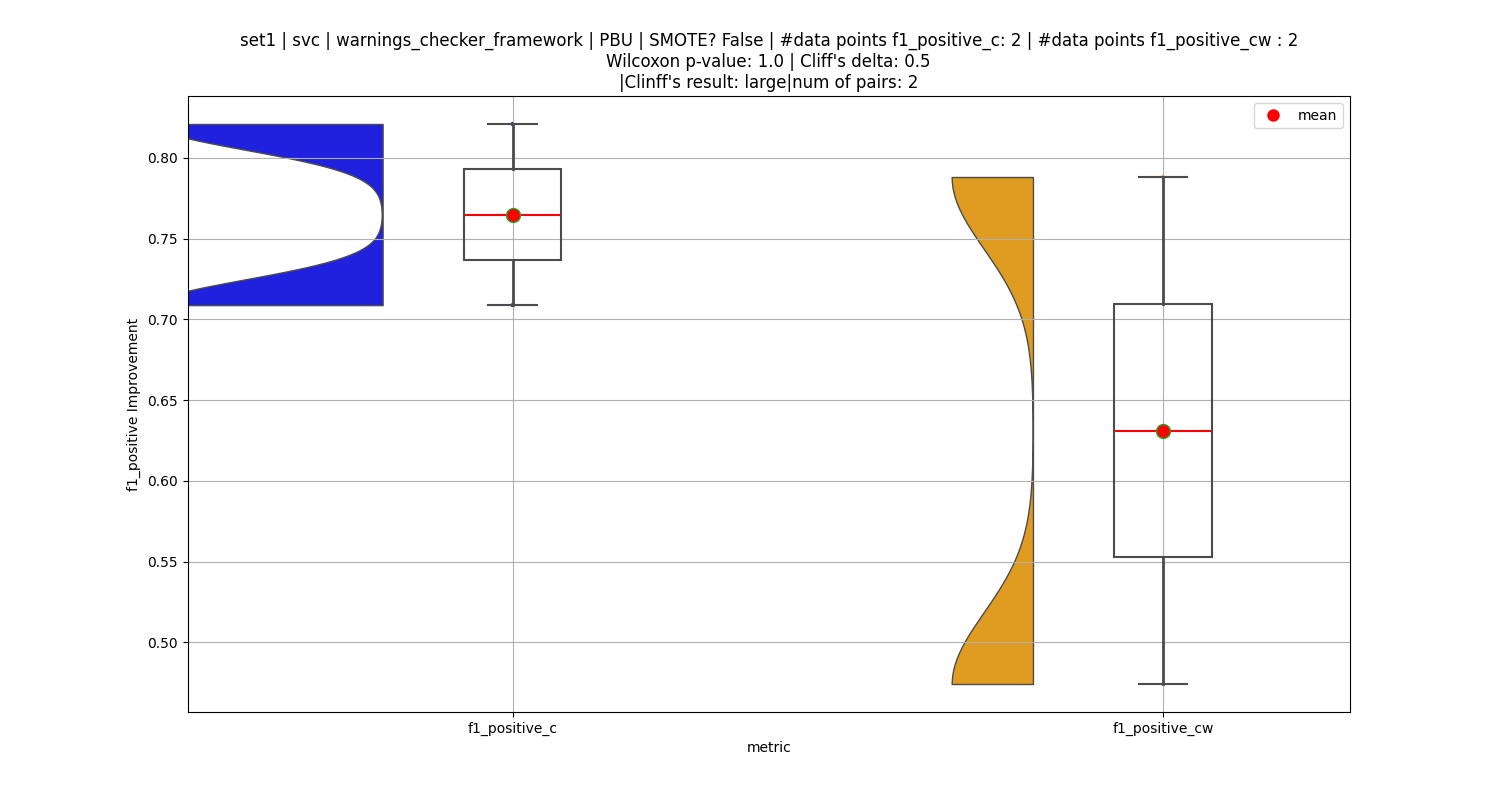 set1 | svc | warnings_checker_framework | PBU | SMOTE? False | #data points f1_positive_c: 2 | #data points f1_positive_cw : 2
Wilcoxon p-value: 1.0 | Cliff's delta: 0.5
|Clinff's result: large|num of pairs: 2
mean
0.80
0.75
0.70
0.65
0.60
0.55
0.50
f1_positive Improvement
f1_positive_c
f1_positive_cw
metric